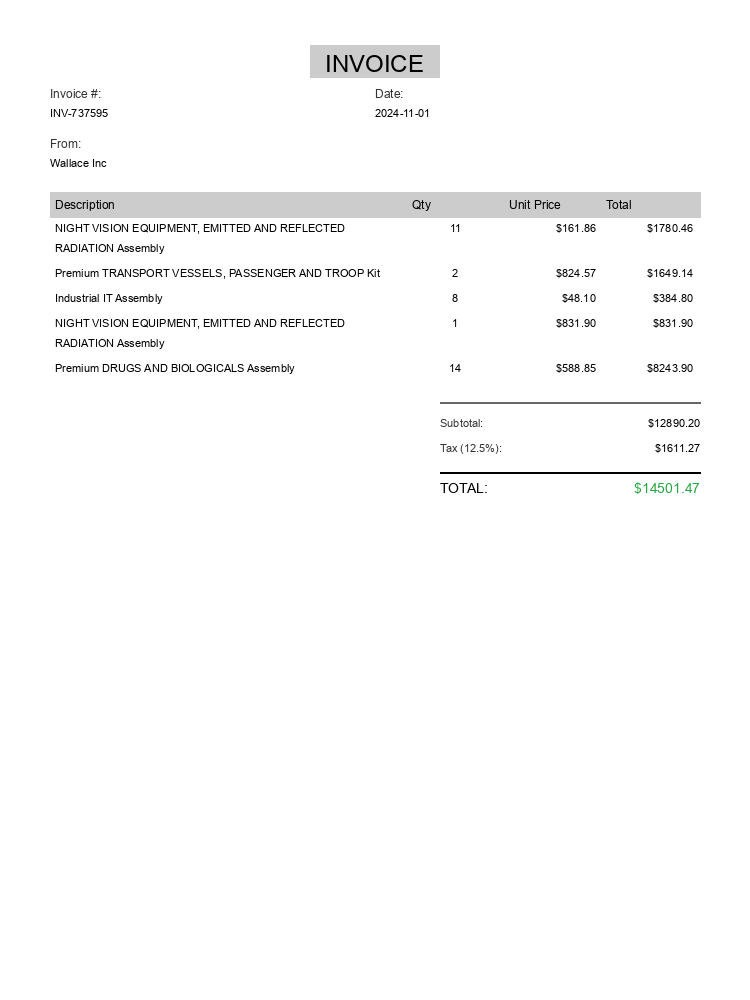 INVOICE
Invoice #: Date:
INV-737595 2024-11-01
From:
Wallace Inc
Description Qty Unit Price Total
NIGHT VISION EQUIPMENT, EMITTED AND REFLECTED 11 $161.86 $1780.46
RADIATION Assembly
Premium TRANSPORT VESSELS, PASSENGER AND TROOP Kit 2 $824.57 $1649.14
Industrial IT Assembly 8 $48.10 $384.80
NIGHT VISION EQUIPMENT, EMITTED AND REFLECTED 1 $831.90 $831.90
RADIATION Assembly
Premium DRUGS AND BIOLOGICALS Assembly 14 $588.85 $8243.90
Subtotal: $12890.20
Tax (12.5%): $1611.27
TOTAL: $14501.47